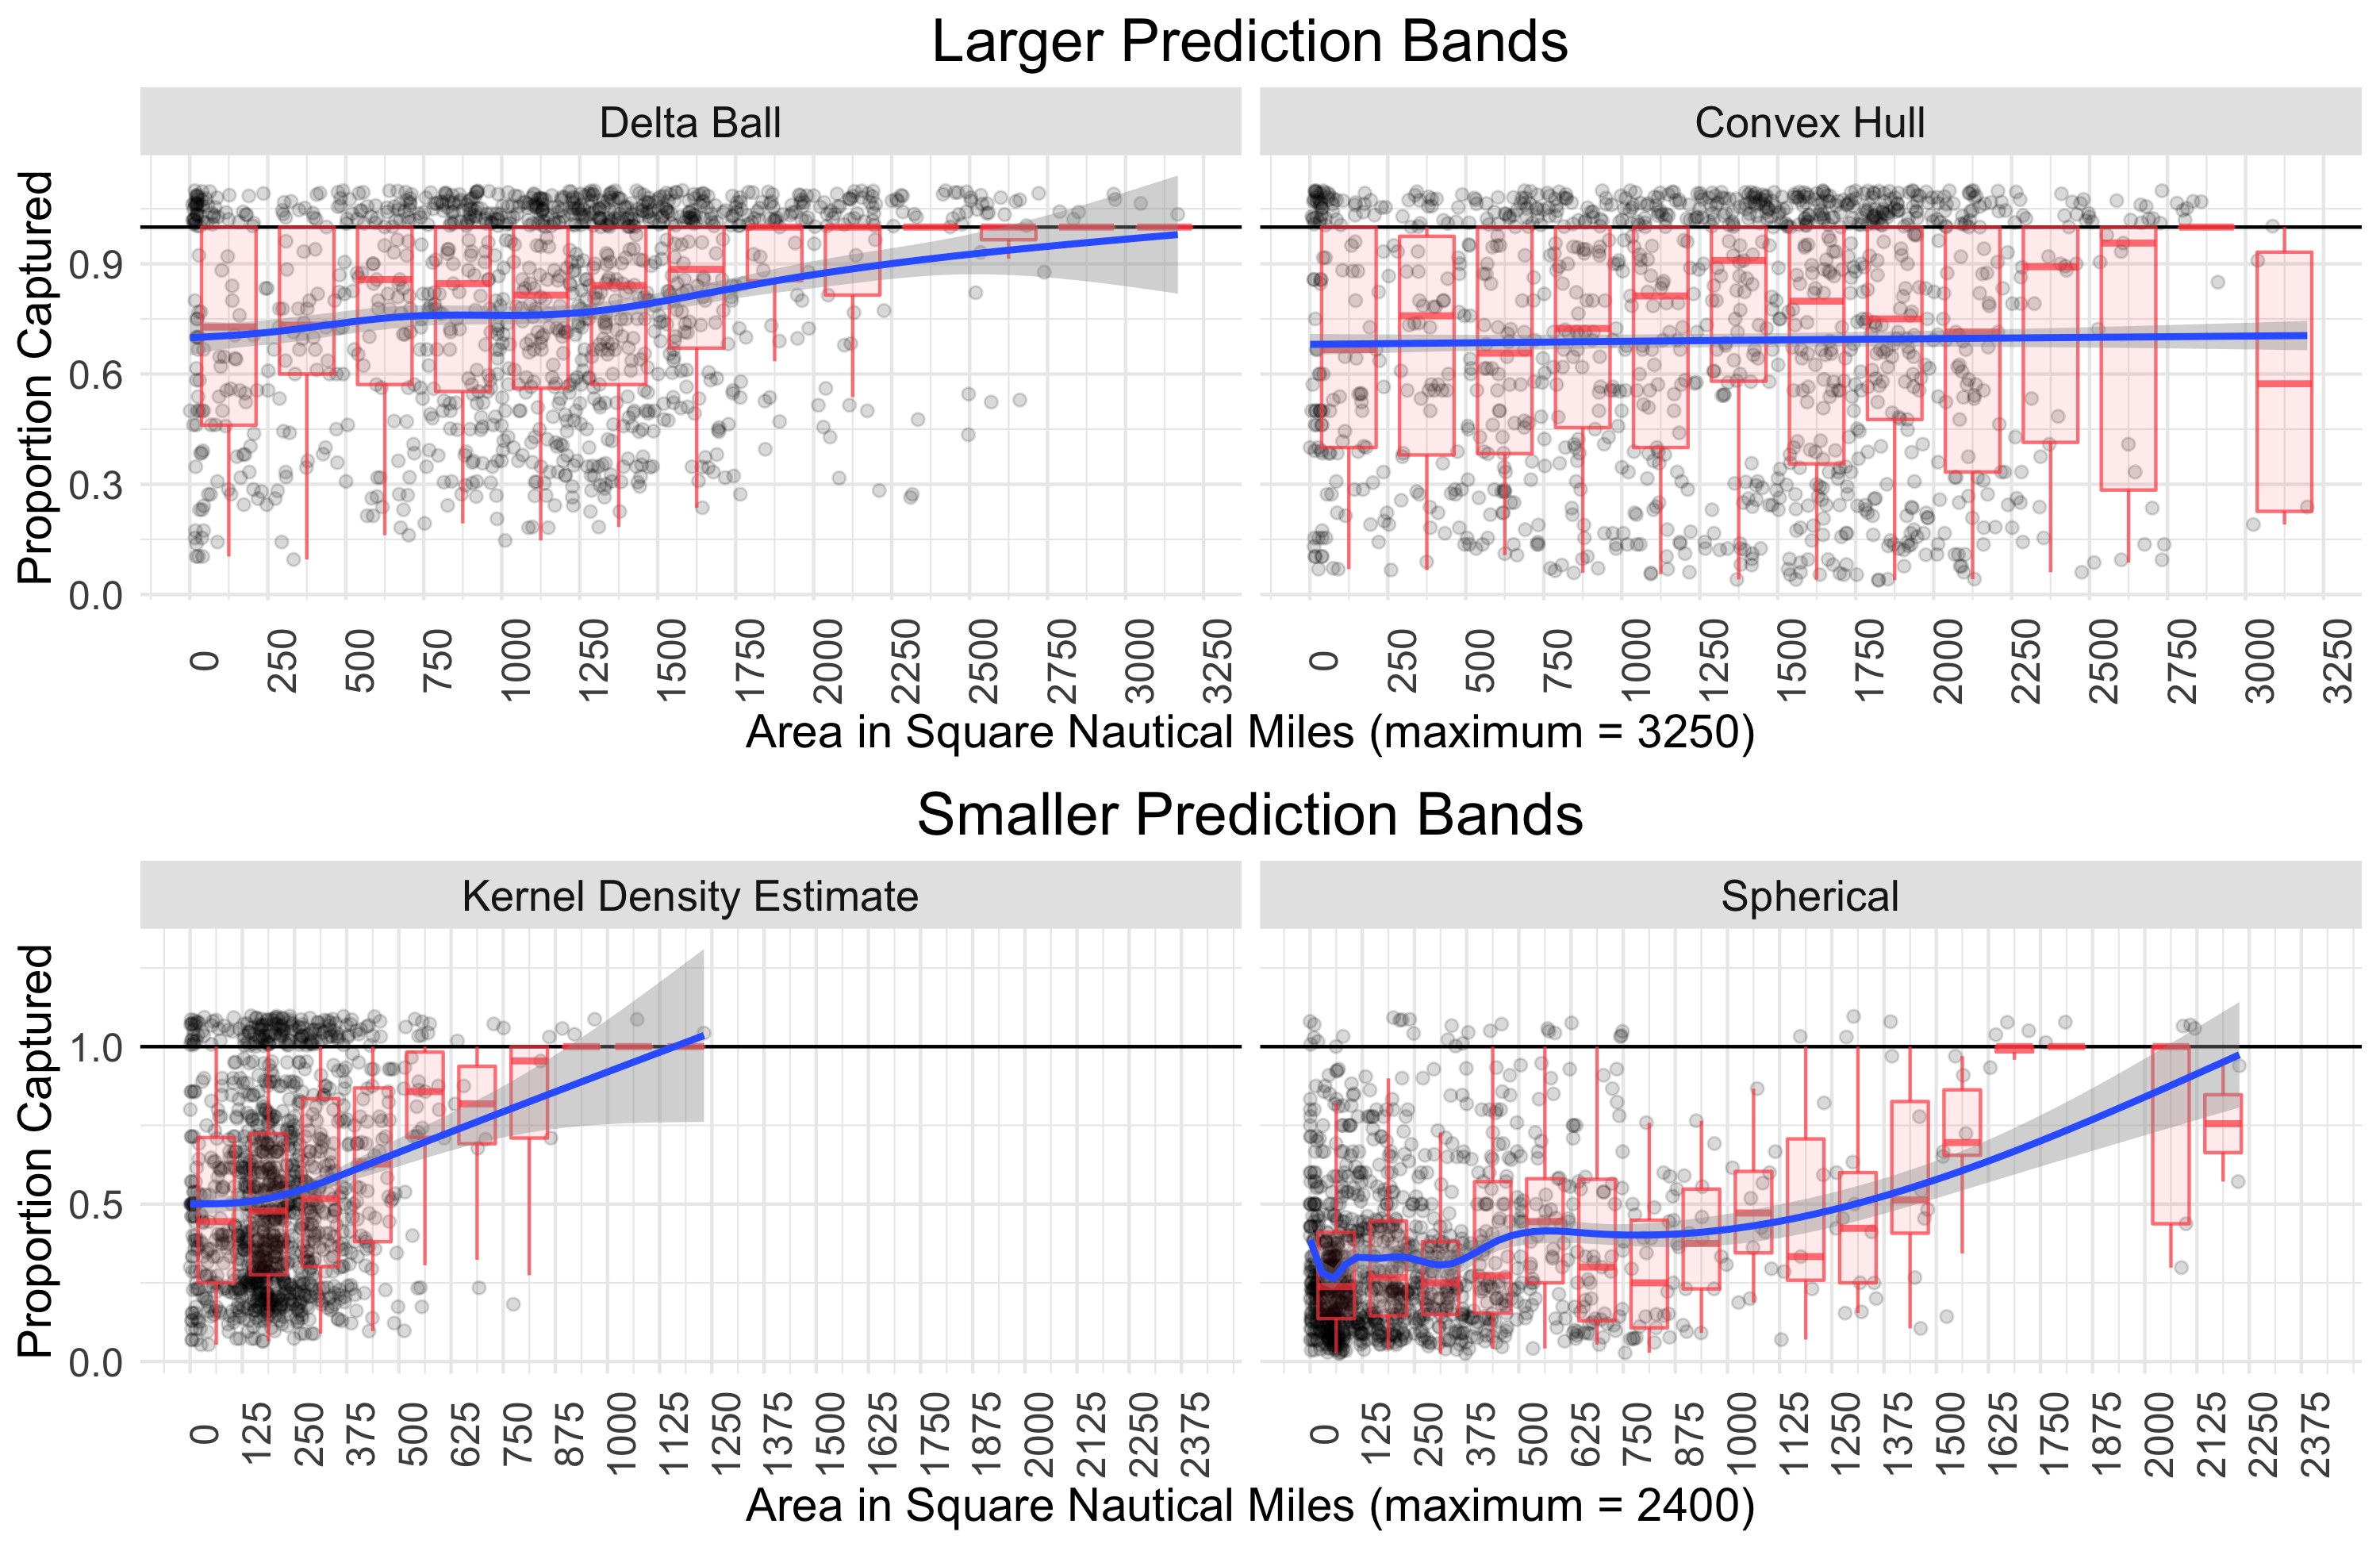 Larger Prediction Bands
Delta Ball
Convex Hull
Proportion Captured
0.9
0.6
0.3
0.0
0 250 500 750 1000 1250 1500 1750 2000 2250 2500 2750 3000 3250
0 250 500 750 1000 1250 1500 1750 2000 2250 2500 2750 3000 3250
Area in Square Nautical Miles (maximum = 3250)
Smaller Prediction Bands
Kernel Density Estimate
Spherical
Proportion Captured
1.0
0.5
0.0
0 125 250 375 500 625 750 875 1000 1125 1250 1375 1500 1625 1750 1875 2000 2125 2250 2375
0 125 250 375 500 625 750 875 1000 1125 1250 1375 1500 1625 1750 1875 2000 2125 2250 2375
Area in Square Nautical Miles (maximum = 2400)